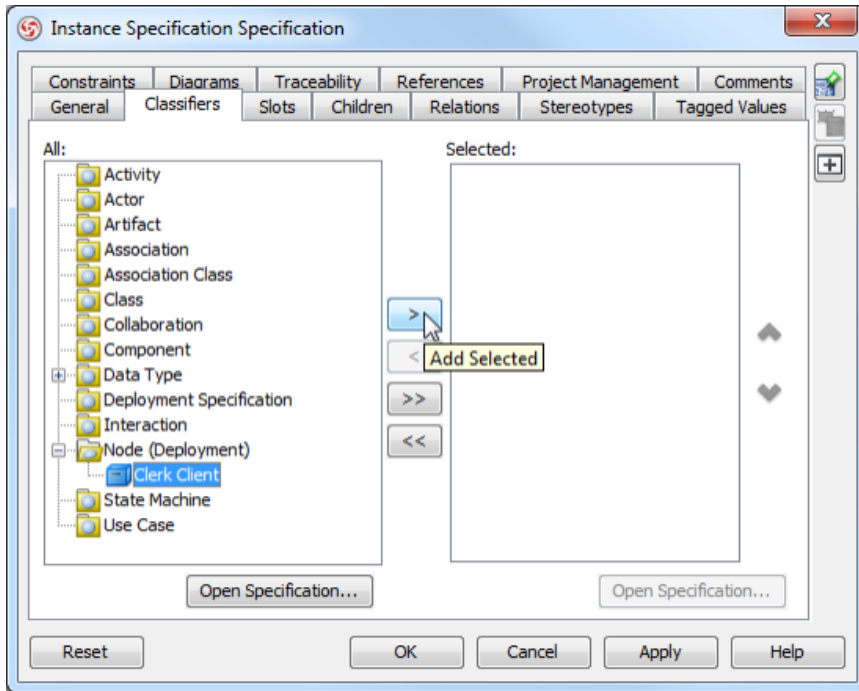 Instance Specification Specification
X
Constraints Diagrams Traceability References Project Management Comments
General Classifiers Slots Children Relations Stereotypes Tagged Values
All:
Selected:
Activity
Actor
Artifact
Association
Association Class
Class
Collaboration
Component
Data Type
Deployment Specification
Interaction
Node (Deployment)
Clerk Client
State Machine
Use Case
>
<
Add Selected
>>
<<
Open Specification...
Open Specification...
Reset OK Cancel Apply Help